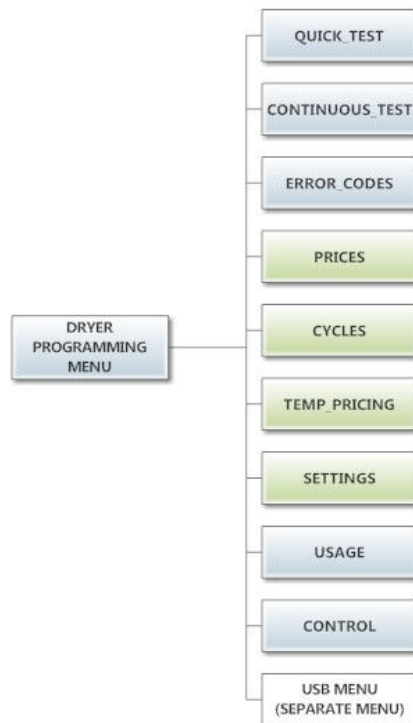 QUICK_TEST
CONTINUOUS_TEST
ERROR_CODES
PRICES
DRYER
PROGRAMMING
MENU
CYCLES
TEMP_PRICING
SETTINGS
USAGE
CONTROL
USB MENU
(SEPARATE MENU)